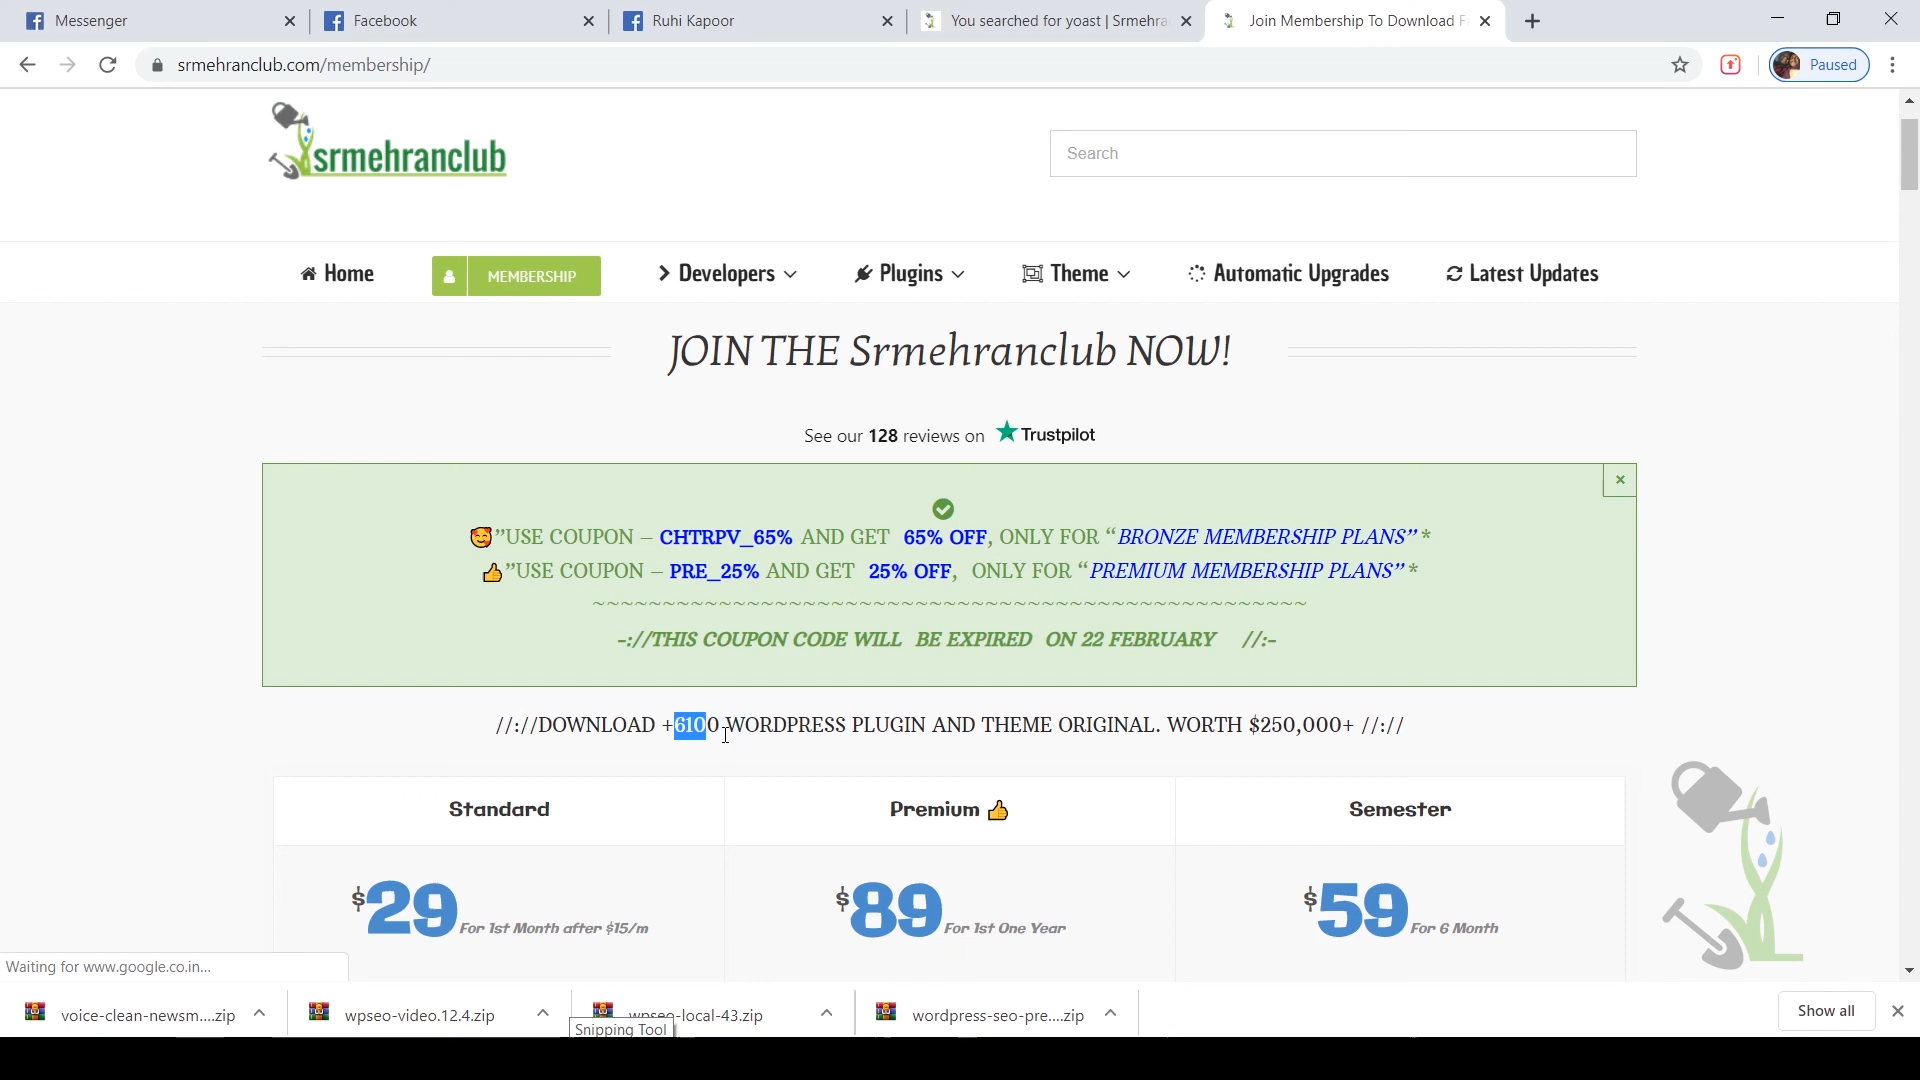 Messenger
Facebook
Ruhi Kapoor
You searched for yoast | Srmehra
Join Membership To Download F
srmehranclub.com/membership/
Paused
srmehranclub
Search
Home
MEMBERSHIP
Developers
Plugins
Theme
Automatic Upgrades
Latest Updates
JOIN THE Srmehranclub NOW!
See our 128 reviews on Trustpilot
×
🥰”USE COUPON – CHTRPV_65% AND GET 65% OFF, ONLY FOR “BRONZE MEMBERSHIP PLANS”*
👍”USE COUPON – PRE_25% AND GET 25% OFF, ONLY FOR “PREMIUM MEMBERSHIP PLANS”*
~~~~~~~~~~~~~~~~~~~~~~~~~~~~~~~~~~~~~~~~~~~~~~~~~~~
-://THIS COUPON CODE WILL BE EXPIRED ON 22 FEBRUARY //:-
//://DOWNLOAD +6100 WORDPRESS PLUGIN AND THEME ORIGINAL. WORTH $250,000+ //://
Standard
Premium 👍
Semester
$29 For 1st Month after $15/m
$89 For 1st One Year
$59 For 6 Month
Waiting for www.google.co.in...
voice-clean-newsm....zip
wpseo-video.12.4.zip
wpseo-local-43.zip
wordpress-seo-pre....zip
Show all
Snipping Tool